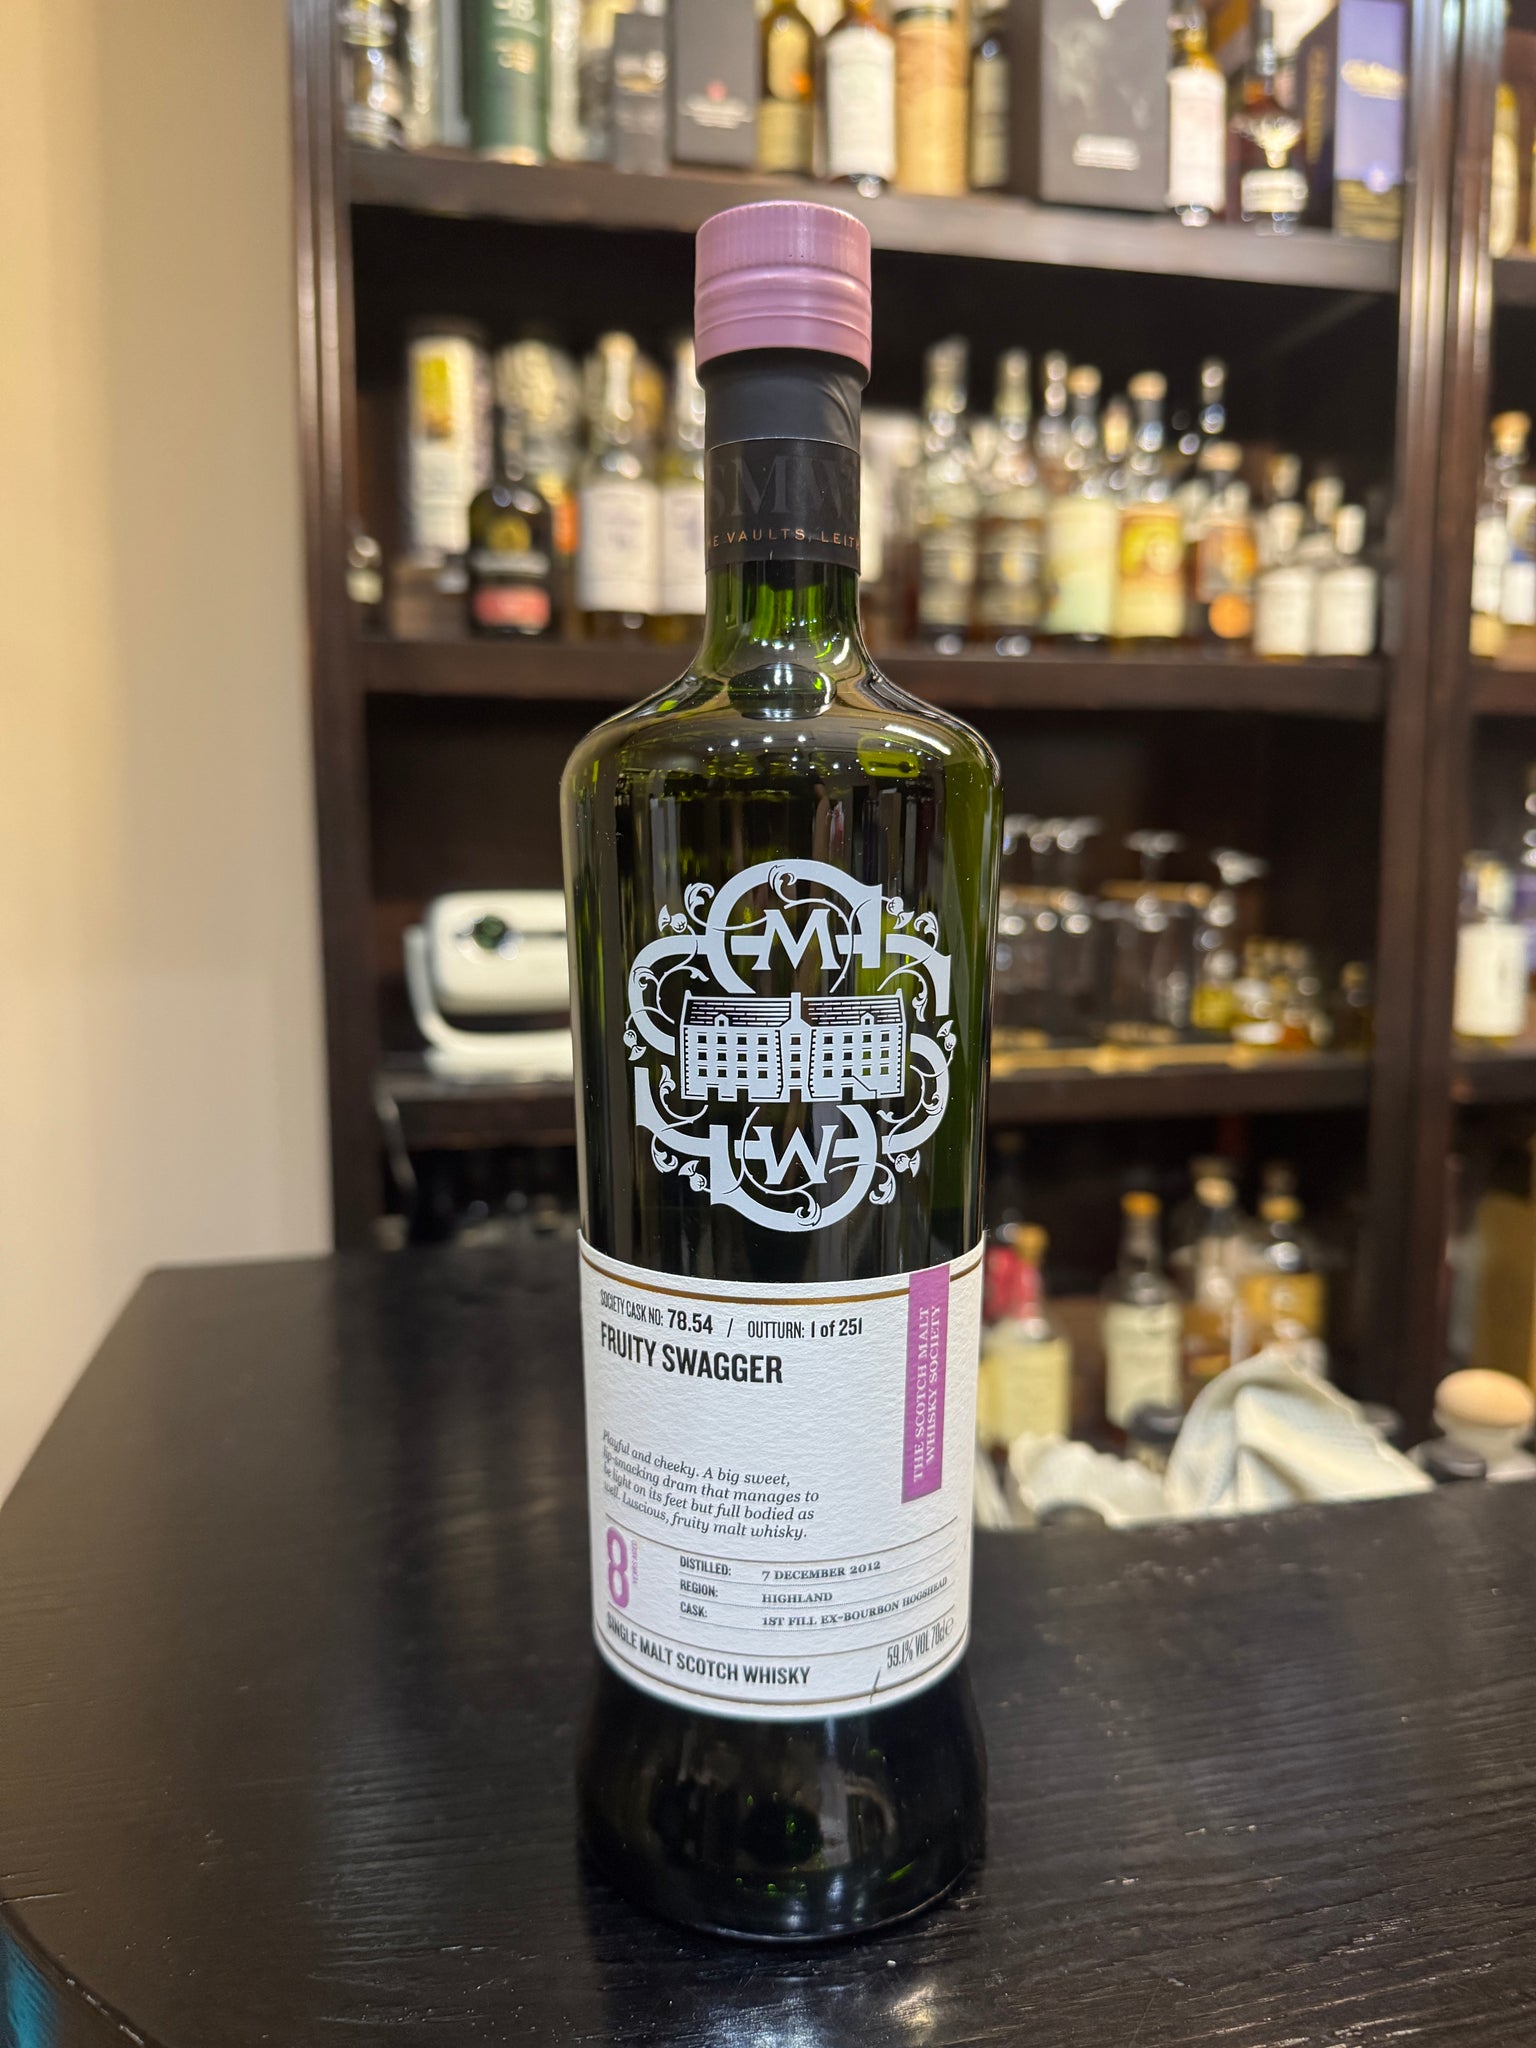 SMWS
THE VAULTS, LEITH
M
W
SOCIETY CASK NO: 78.54 / OUTTURN: 1 of 251
FRUITY SWAGGER
THE SCOTCH MALT
WHISKY SOCIETY
Playful and cheeky. A big sweet,
lip-smacking dram that manages to
be light on its feet but full bodied as
well. Luscious, fruity malt whisky.
8
YEARS AGED
DISTILLED: 7 DECEMBER 2012
REGION: HIGHLAND
CASK: 1ST FILL EX-BOURBON HOGSHEAD
SINGLE MALT SCOTCH WHISKY
59.1% VOL 70cl e